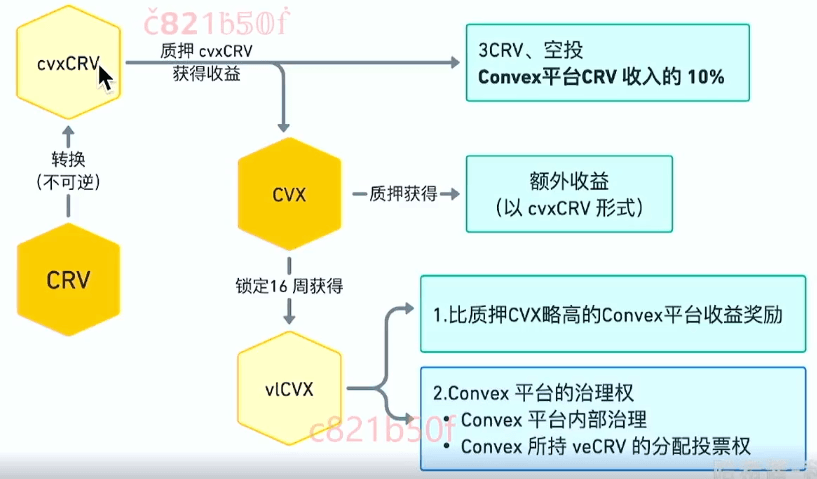 č821b50ḟ
cvxCRV
质押 cvxCRV
获得收益
3CRV、空投
Convex平台CRV 收入的 10%
转换
（不可逆）
CVX
质押获得
额外收益
（以 cvxCRV 形式）
CRV
锁定16 周获得
1.比质押CVX略高的Convex平台收益奖励
vlCVX
2.Convex 平台的治理权
• Convex 平台内部治理
• Convex 所持 veCRV 的分配投票权
c821b50f